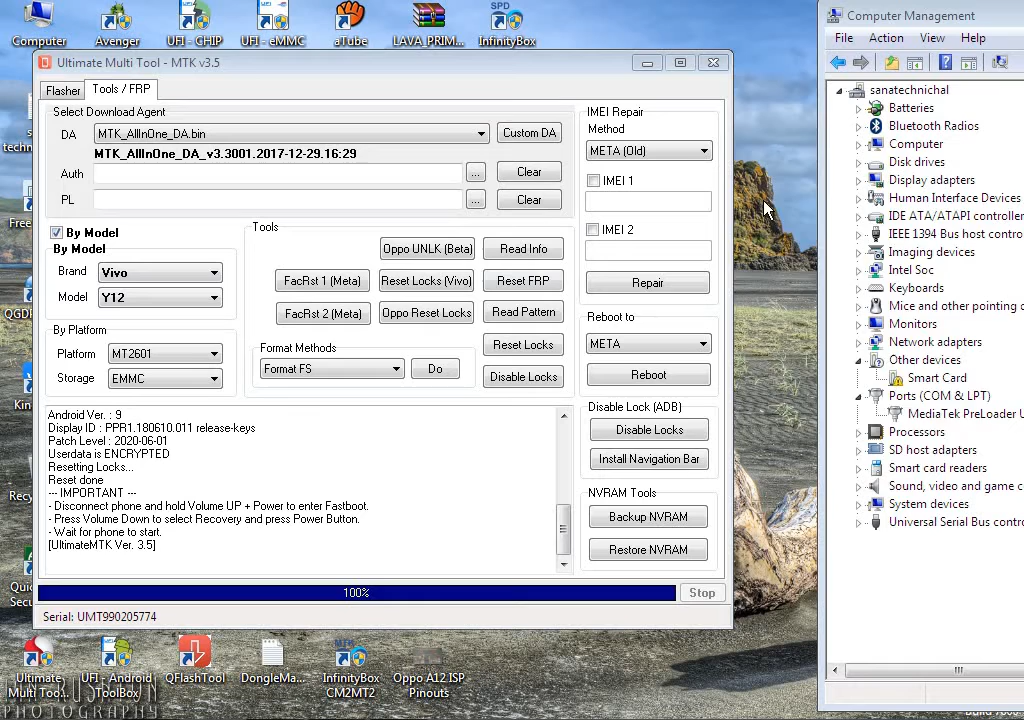 Computer
Avenger
UFI - CHIP
UFI - eMMC
aTube
LAVA_PRIM...
SPD
InfinityBox
Ultimate Multi Tool - MTK v3.5
Flasher
Tools / FRP
Select Download Agent
DA
MTK_AllInOne_DA.bin
Custom DA
MTK_AllInOne_DA_v3.3001.2017-12-29.16:29
Auth
...
Clear
PL
...
Clear
By Model
By Model
Brand
Vivo
Model
Y12
By Platform
Platform
MT2601
Storage
EMMC
Tools
Oppo UNLK (Beta)
Read Info
FacRst 1 (Meta)
Reset Locks (Vivo)
Reset FRP
FacRst 2 (Meta)
Oppo Reset Locks
Read Pattern
Reset Locks
Format Methods
Format FS
Do
Disable Locks
IMEI Repair
Method
META (Old)
IMEI 1
IMEI 2
Repair
Reboot to
META
Reboot
Disable Lock (ADB)
Disable Locks
Install Navigation Bar
NVRAM Tools
Backup NVRAM
Restore NVRAM
Android Ver. : 9
Display ID : PPR1.180610.011 release-keys
Patch Level : 2020-06-01
Userdata is ENCRYPTED
Resetting Locks...
Reset done
--- IMPORTANT ---
- Disconnect phone and hold Volume UP + Power to enter Fastboot.
- Press Volume Down to select Recovery and press Power Button.
- Wait for phone to start.
[UltimateMTK Ver. 3.5]
100%
Stop
Serial: UMT990205774
Computer Management
File Action View Help
sanatechnichal
Batteries
Bluetooth Radios
Computer
Disk drives
Display adapters
Human Interface Devices
IDE ATA/ATAPI controller
IEEE 1394 Bus host contro
Imaging devices
Intel Soc
Keyboards
Mice and other pointing
Monitors
Network adapters
Other devices
Smart Card
Ports (COM & LPT)
MediaTek PreLoader U
Processors
SD host adapters
Smart card readers
Sound, video and game c
System devices
Universal Serial Bus contro
Ultimate
Multi Too...
UFI - Android
ToolBox
QFlashTool
DongleMa...
InfinityBox
CM2MT2
Oppo A12 ISP
Pinouts
PHOTOGRAPHY